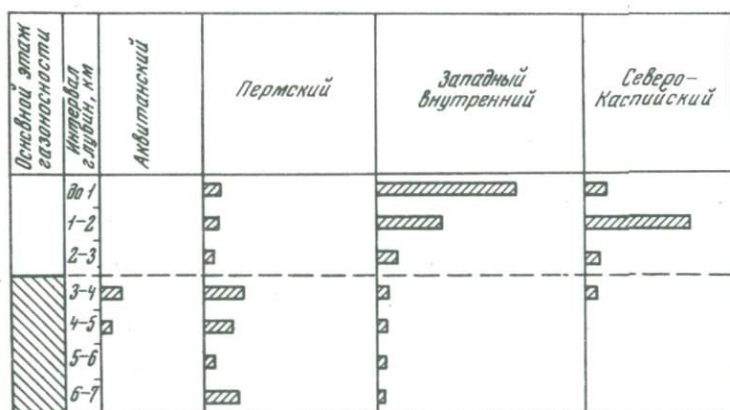 Основной этаж
газоносности
Интервал
глубин, км
Аквитанский
Пермский
Западный
внутренний
Северо-
Каспийский
до 1
1-2
2-3
3-4
4-5
5-6
6-7